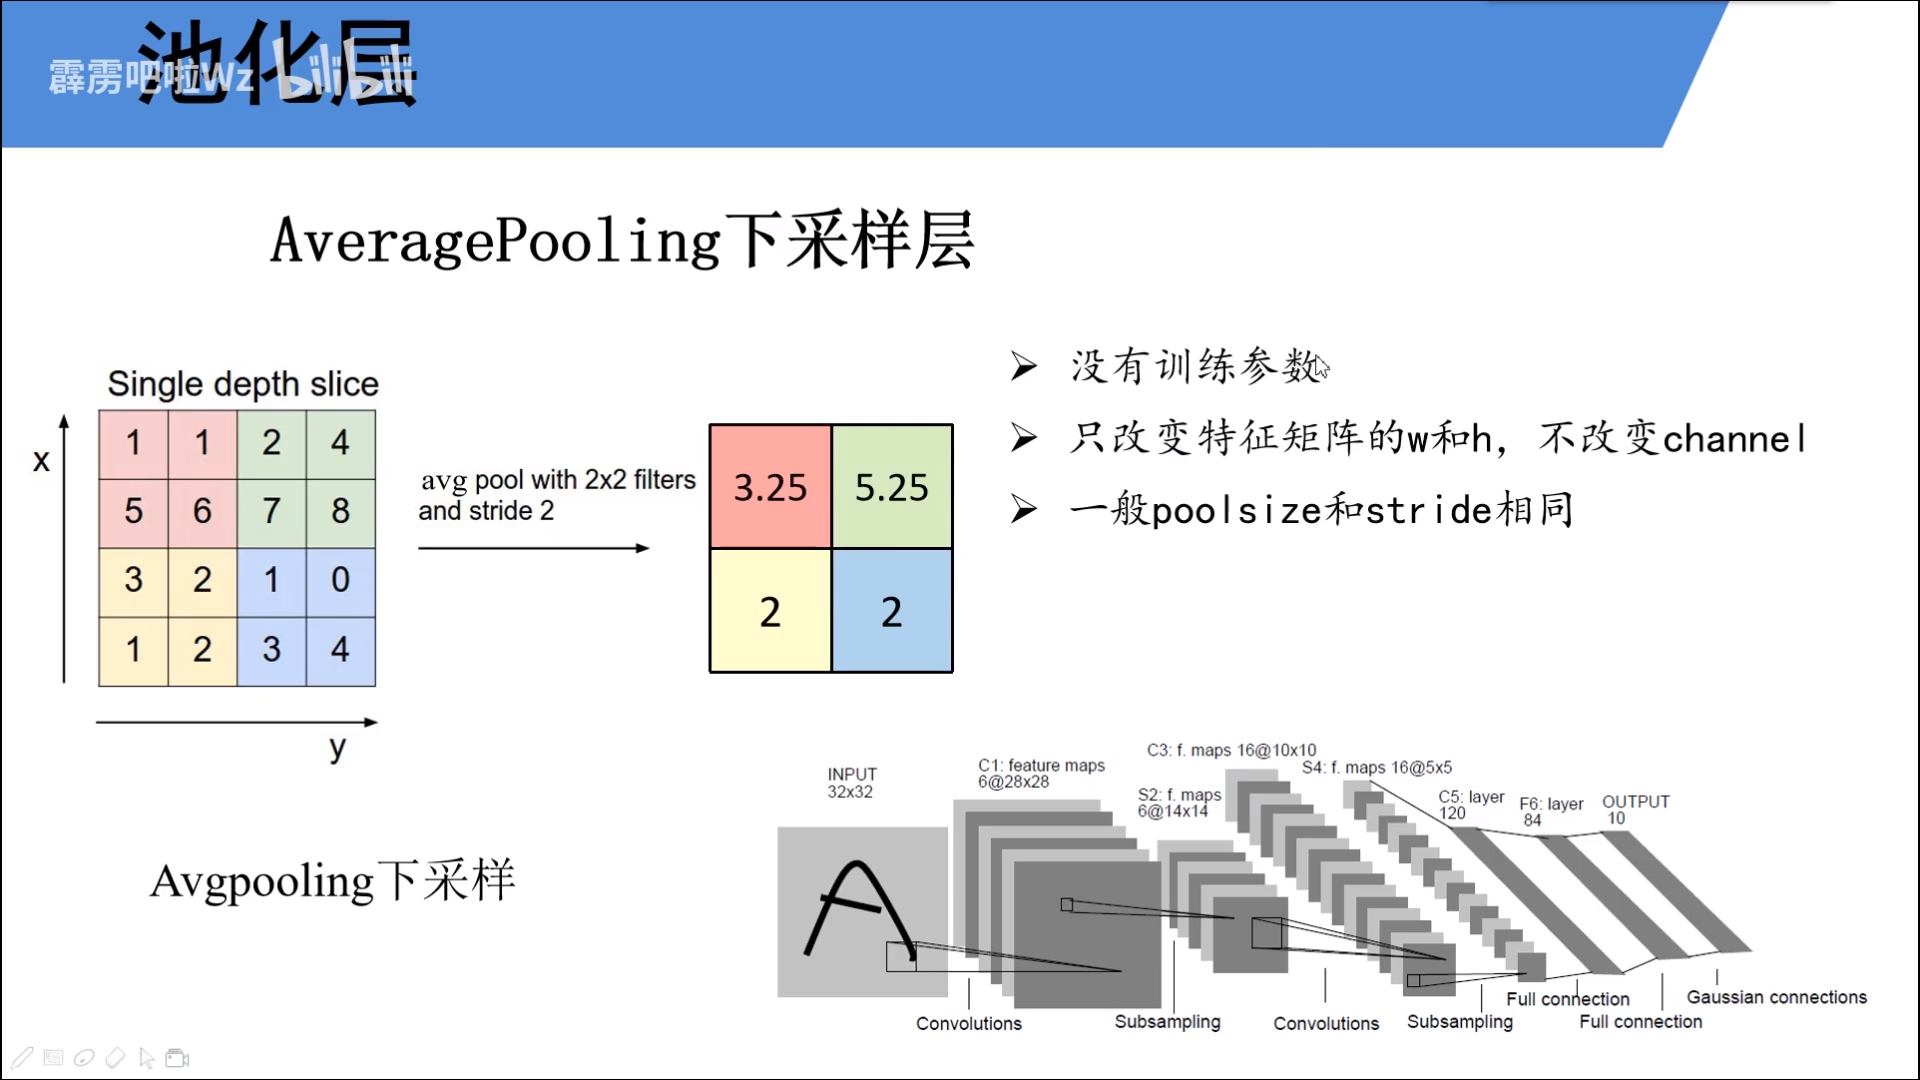 池化层
霹雳吧啦Wz bilibili
AveragePooling下采样层
Single depth slice
x
1 1 2 4
5 6 7 8
3 2 1 0
1 2 3 4
y
avg pool with 2x2 filters
and stride 2
3.25 5.25
2 2
没有训练参数
只改变特征矩阵的w和h，不改变channel
一般poolsize和stride相同
Avgpooling下采样
INPUT
32x32
C1: feature maps
6@28x28
S2: f. maps
6@14x14
C3: f. maps 16@10x10
S4: f. maps 16@5x5
C5: layer
120
F6: layer
84
OUTPUT
10
Convolutions
Subsampling
Convolutions
Subsampling
Full connection
Full connection
Gaussian connections